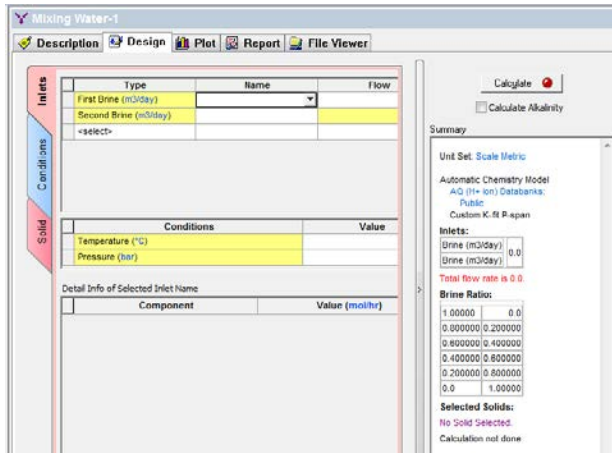 Mixing Water-1
Description Design Plot Report File Viewer
Inlets
Conditions
Solid
Type Name Flow
First Brine (m3/day)
Second Brine (m3/day)
<select>
Conditions Value
Temperature (°C)
Pressure (bar)
Detail Info of Selected Inlet Name
Component Value (mol/hr)
Calculate
Calculate Alkalinity
Summary
Unit Set: Scale Metric
Automatic Chemistry Model
AQ (H+ ion) Databanks:
Public
Custom K-fit P-span
Inlets:
Brine (m3/day) 0.0
Brine (m3/day)
Total flow rate is 0.0.
Brine Ratio:
1.00000 0.0
0.800000 0.200000
0.600000 0.400000
0.400000 0.600000
0.200000 0.800000
0.0 1.00000
Selected Solids:
No Solid Selected.
Calculation not done